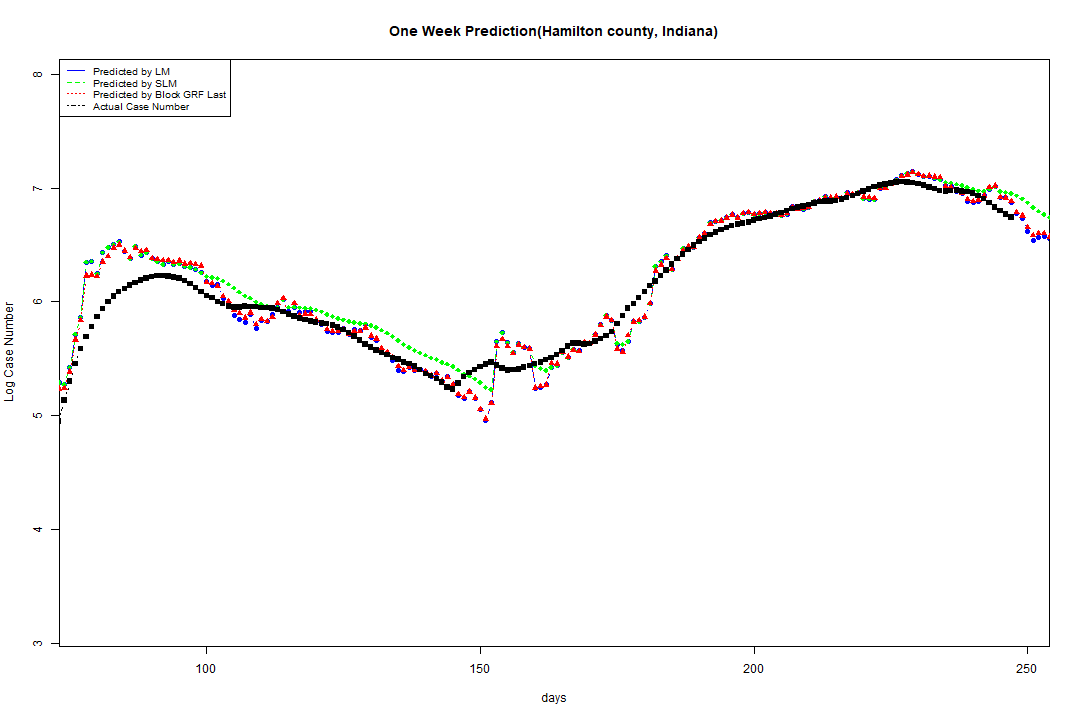 One Week Prediction(Hamilton county, Indiana)
Predicted by LM
Predicted by SLM
Predicted by Block GRF Last
Actual Case Number
8
7
6
5
4
3
Log Case Number
100
150
200
250
days